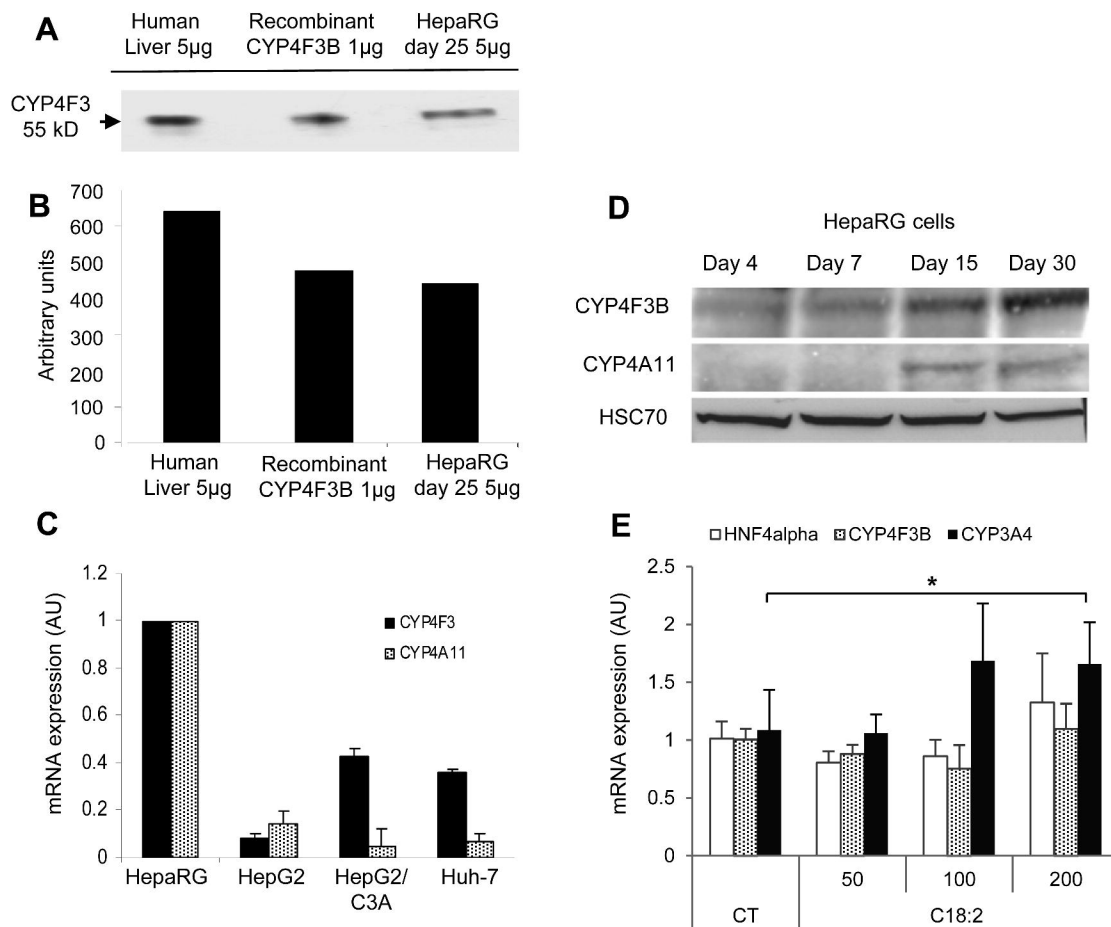 A
Human
Liver 5µg
Recombinant
CYP4F3B 1µg
HepaRG
day 25 5µg
CYP4F3
55 kD
B
Arbitrary units
700
600
500
400
300
200
100
0
Human
Liver 5µg
Recombinant
CYP4F3B 1µg
HepaRG
day 25 5µg
C
mRNA expression (AU)
1.2
1
0.8
0.6
0.4
0.2
0
CYP4F3
CYP4A11
HepaRG
HepG2
HepG2/
C3A
Huh-7
D
HepaRG cells
Day 4 Day 7 Day 15 Day 30
CYP4F3B
CYP4A11
HSC70
E
HNF4alpha CYP4F3B CYP3A4
mRNA expression (AU)
2.5
2
1.5
1
0.5
0
*
50 100 200
CT C18:2